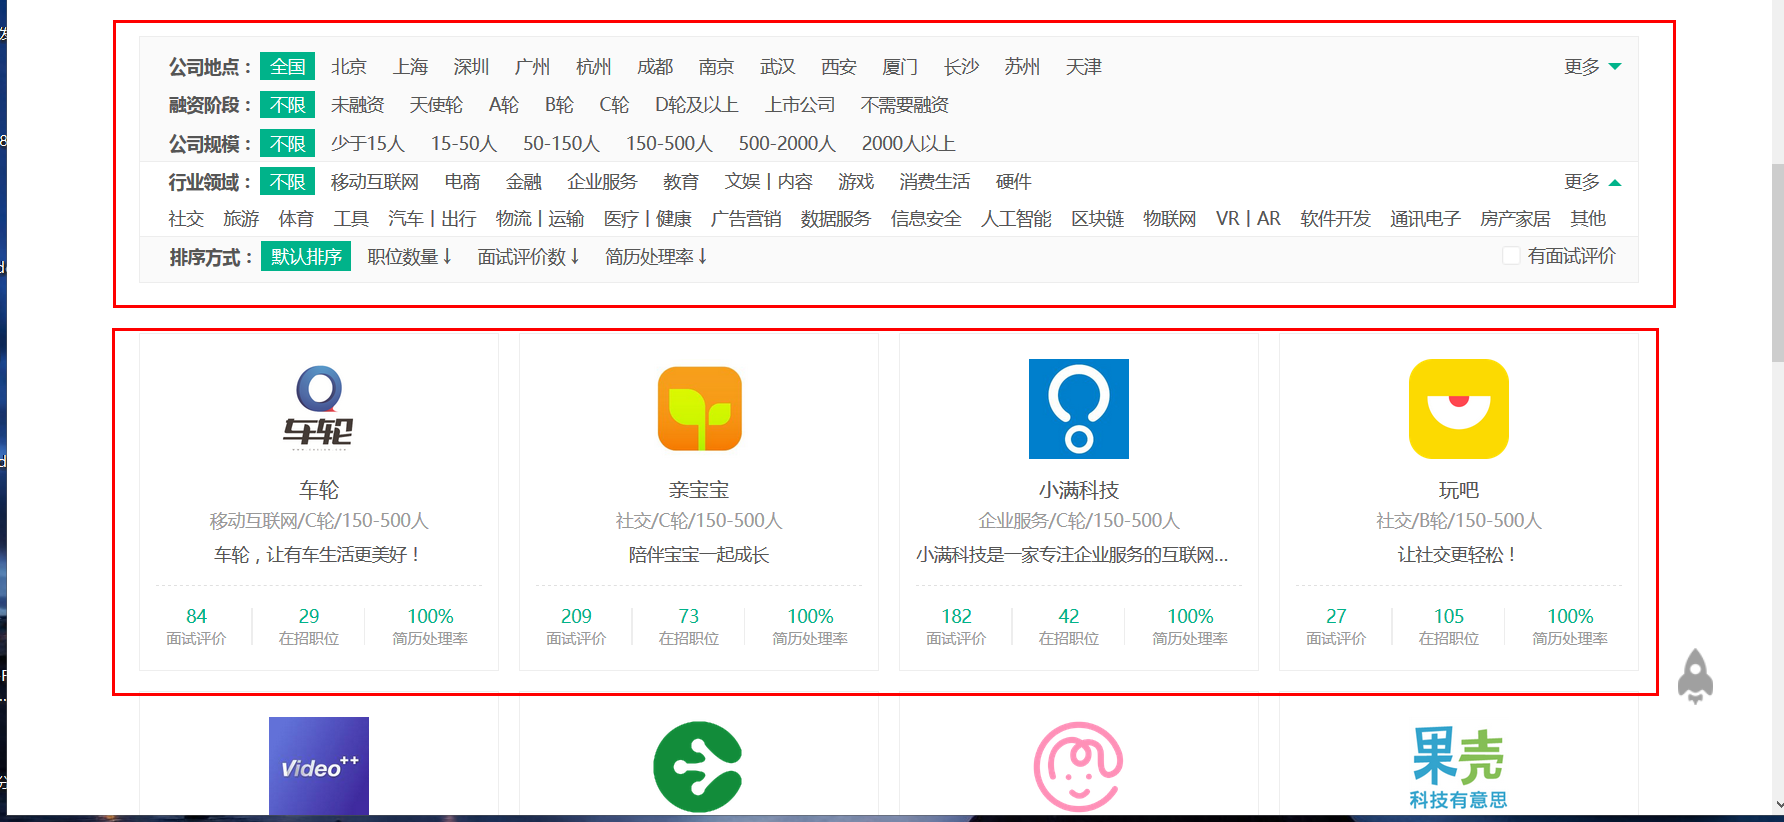 公司地点： 全国 北京 上海 深圳 广州 杭州 成都 南京 武汉 西安 厦门 长沙 苏州 天津 更多
融资阶段： 不限 未融资 天使轮 A轮 B轮 C轮 D轮及以上 上市公司 不需要融资
公司规模： 不限 少于15人 15-50人 50-150人 150-500人 500-2000人 2000人以上
行业领域： 不限 移动互联网 电商 金融 企业服务 教育 文娱丨内容 游戏 消费生活 硬件 更多
社交 旅游 体育 工具 汽车丨出行 物流丨运输 医疗丨健康 广告营销 数据服务 信息安全 人工智能 区块链 物联网 VR丨AR 软件开发 通讯电子 房产家居 其他
排序方式： 默认排序 职位数量↓ 面试评价数↓ 简历处理率↓ 有面试评价
车轮
车轮 亲宝宝 小满科技 玩吧
移动互联网/C轮/150-500人 社交/C轮/150-500人 企业服务/C轮/150-500人 社交/B轮/150-500人
车轮，让有车生活更美好！ 陪伴宝宝一起成长 小满科技是一家专注企业服务的互联网... 让社交更轻松！
84 29 100% 209 73 100% 182 42 100% 27 105 100%
面试评价 在招职位 简历处理率 面试评价 在招职位 简历处理率 面试评价 在招职位 简历处理率 面试评价 在招职位 简历处理率
Video++ 果壳
科技有意思